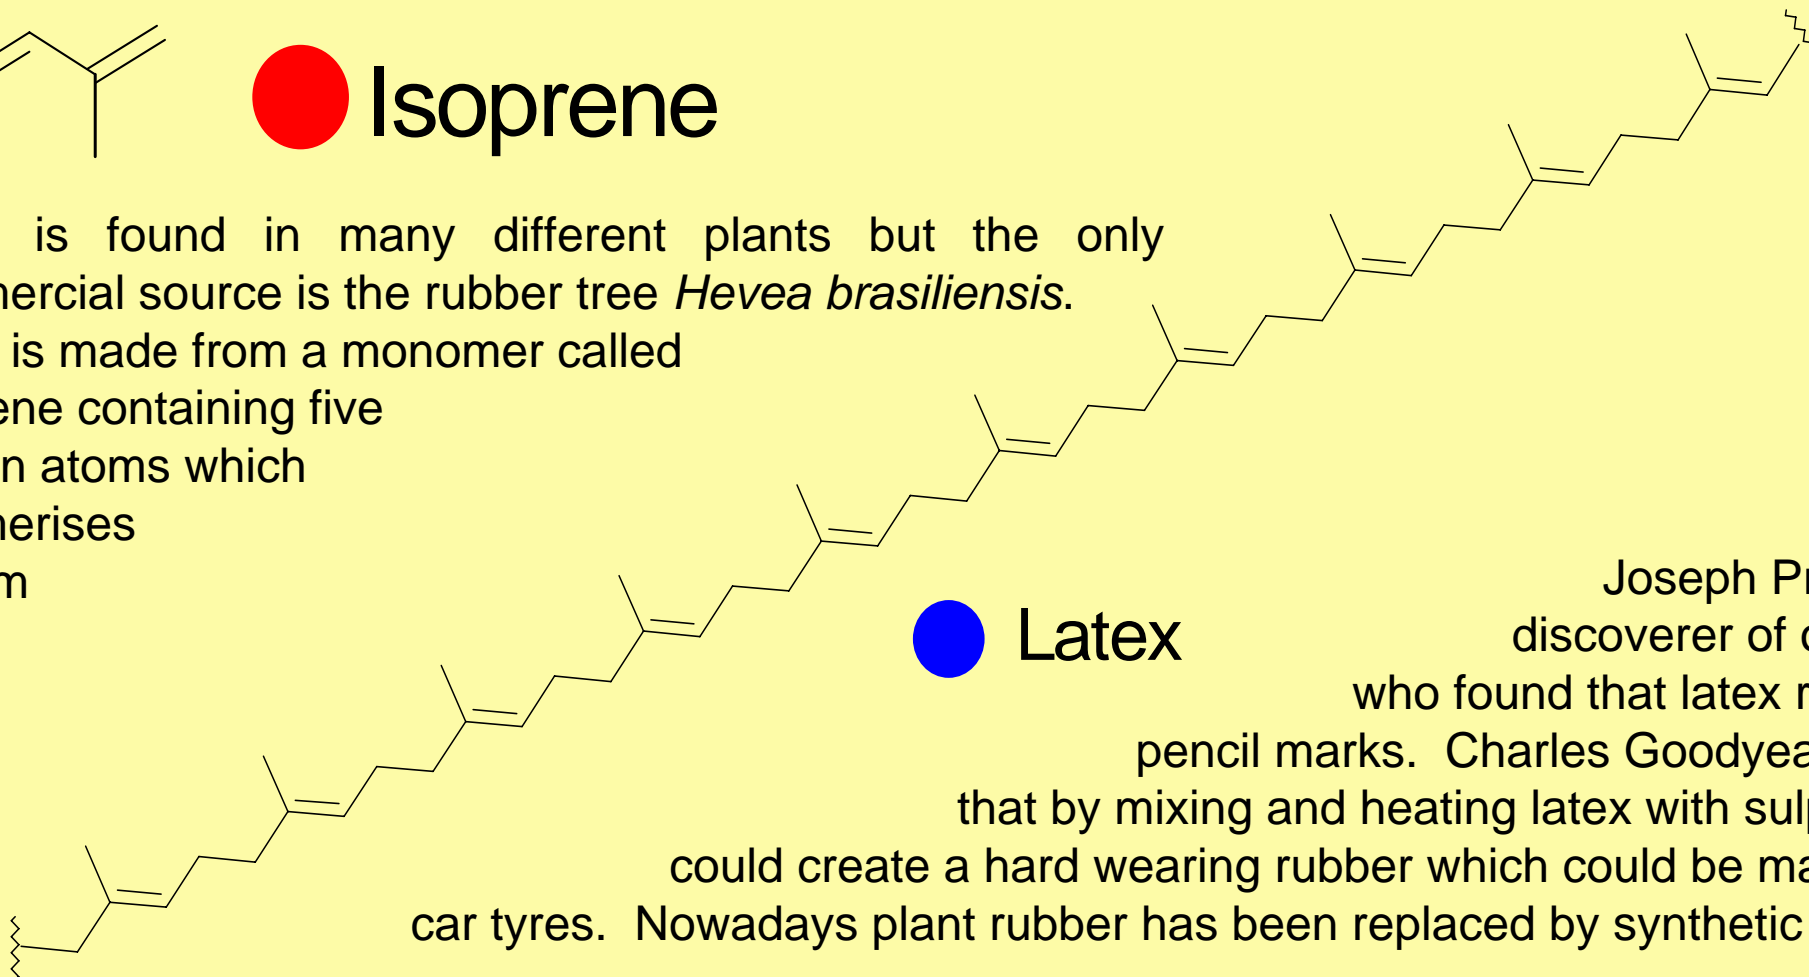 Isoprene
is found in many different plants but the only
mercial source is the rubber tree Hevea brasiliensis.
is made from a monomer called
ene containing five
n atoms which
nerises
m
Latex
Joseph Pr
discoverer of
who found that latex
pencil marks. Charles Goodyea
that by mixing and heating latex with sul
could create a hard wearing rubber which could be ma
car tyres. Nowadays plant rubber has been replaced by synthetic